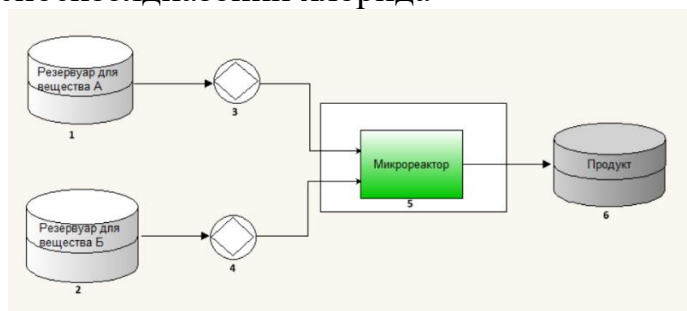 Резервуар для
вещества А
1
3
Микрореактор
5
Продукт
6
Резервуар для
вещества Б
2
4